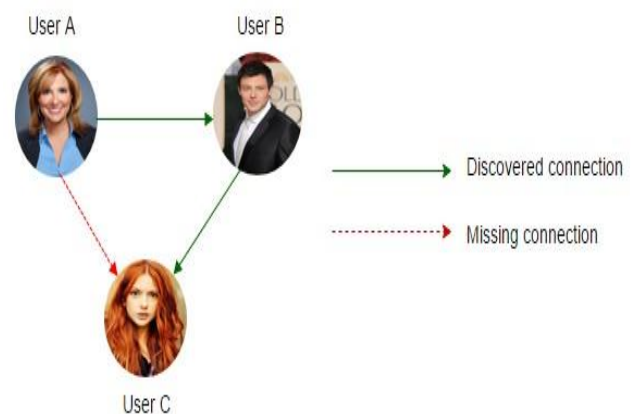 User A
User B
Discovered connection
Missing connection
User C